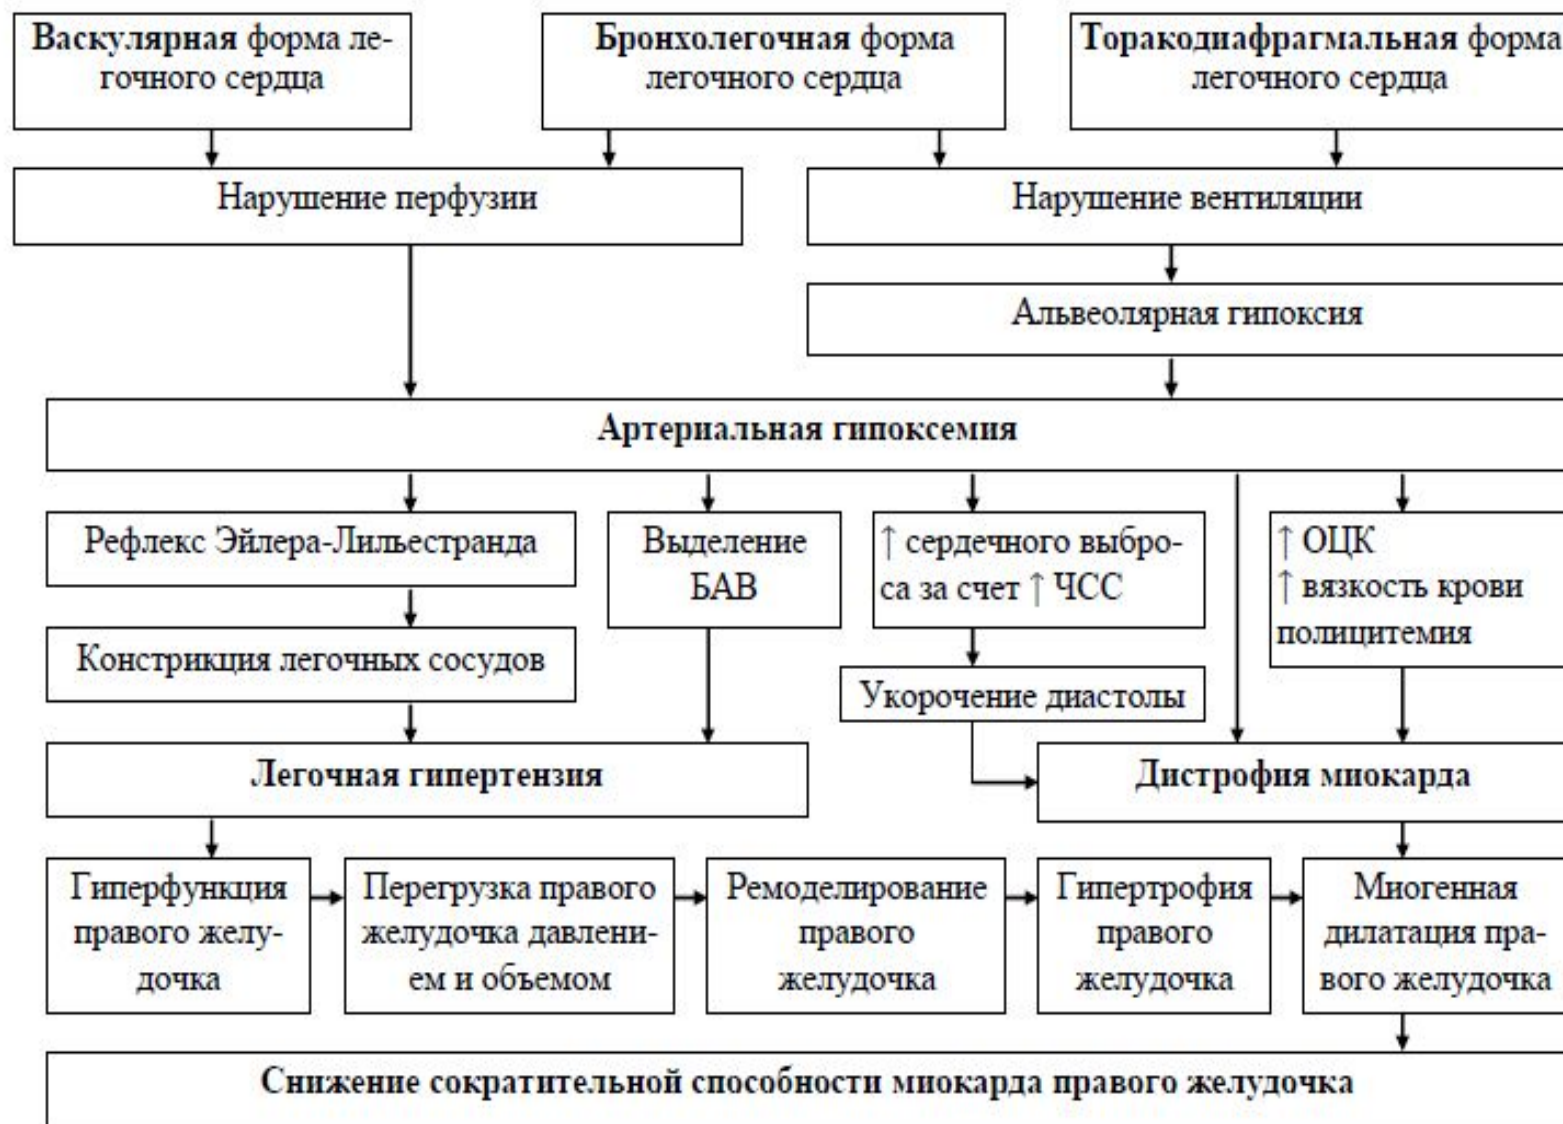 Васкулярная форма ле-
гочного сердца
Бронхолегочная форма
легочного сердца
Торакодиафрагмальная форма
легочного сердца
Нарушение перфузии
Нарушение вентиляции
Альвеолярная гипоксия
Артериальная гипоксемия
Рефлекс Эйлера-Лильестранда
Выделение
БАВ
↑ сердечного выбро-
са за счет ↑ ЧСС
↑ ОЦК
↑ вязкость крови
полицитемия
Констрикция легочных сосудов
Укорочение диастолы
Легочная гипертензия
Дистрофия миокарда
Гиперфункция
правого желу-
дочка
Перегрузка правого
желудочка давлени-
ем и объемом
Ремоделирование
правого
желудочка
Гипертрофия
правого
желудочка
Миогенная
дилатация пра-
вого желудочка
Снижение сократительной способности миокарда правого желудочка